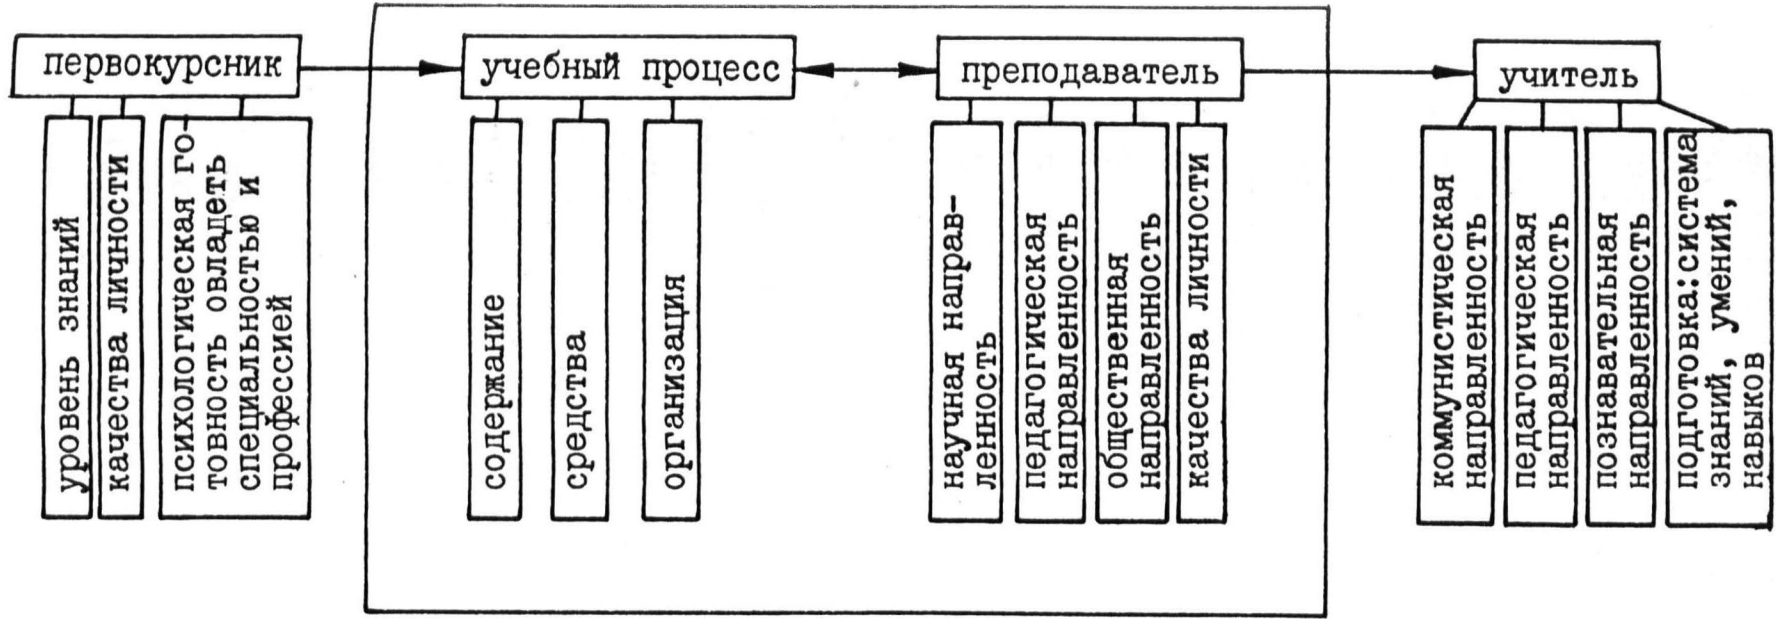 первокурсник
учебный процесс
преподаватель
учитель
уровень знаний
качества личности
психологическая го-
товность овладеть
специальностью и
профессией
содержание
средства
организация
научная направ-
ленность
педагогическая
направленность
общественная
направленность
качества личности
коммунистическая
направленность
педагогическая
направленность
познавательная
направленность
подготовка:система
знаний, умений,
навыков